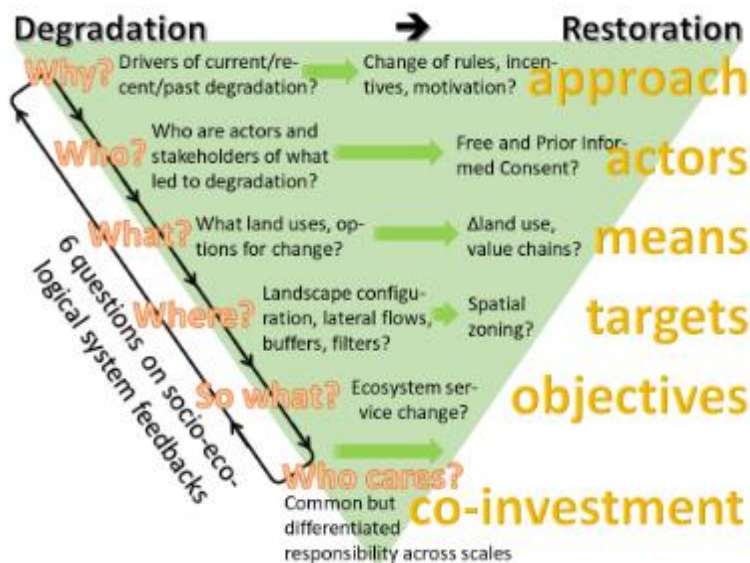 Degradation → Restoration
Why? Drivers of current/re-
cent/past degradation?
Change of rules, incen-
tives, motivation?
approach
Who? Who are actors and
stakeholders of what
led to degradation?
Free and Prior Infor-
med Consent?
actors
What? What land uses, op-
tions for change?
Δland use,
value chains?
means
Where? Landscape configu-
ration, lateral flows,
buffers, filters?
Spatial
zoning?
targets
So what? Ecosystem ser-
vice change?
objectives
Who cares?
Common but
differentiated
responsibility across scales
co-investment
6 questions on socio-eco-
logical system feedbacks